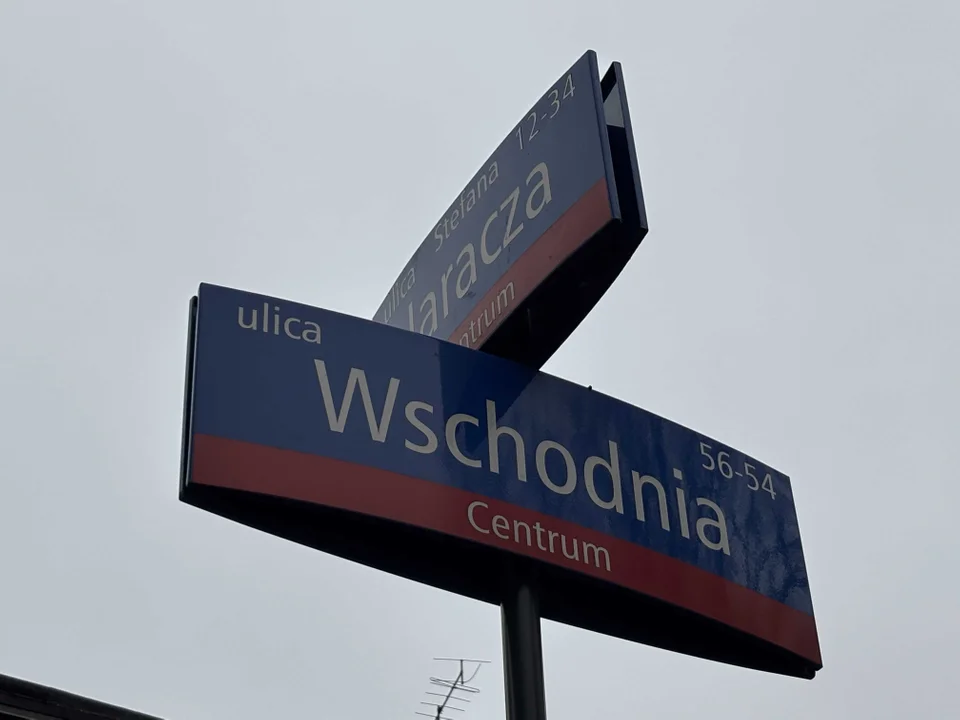 12-34
ulica Stefana
Jaracza
Centrum
ulica
56-54
Wschodnia
Centrum